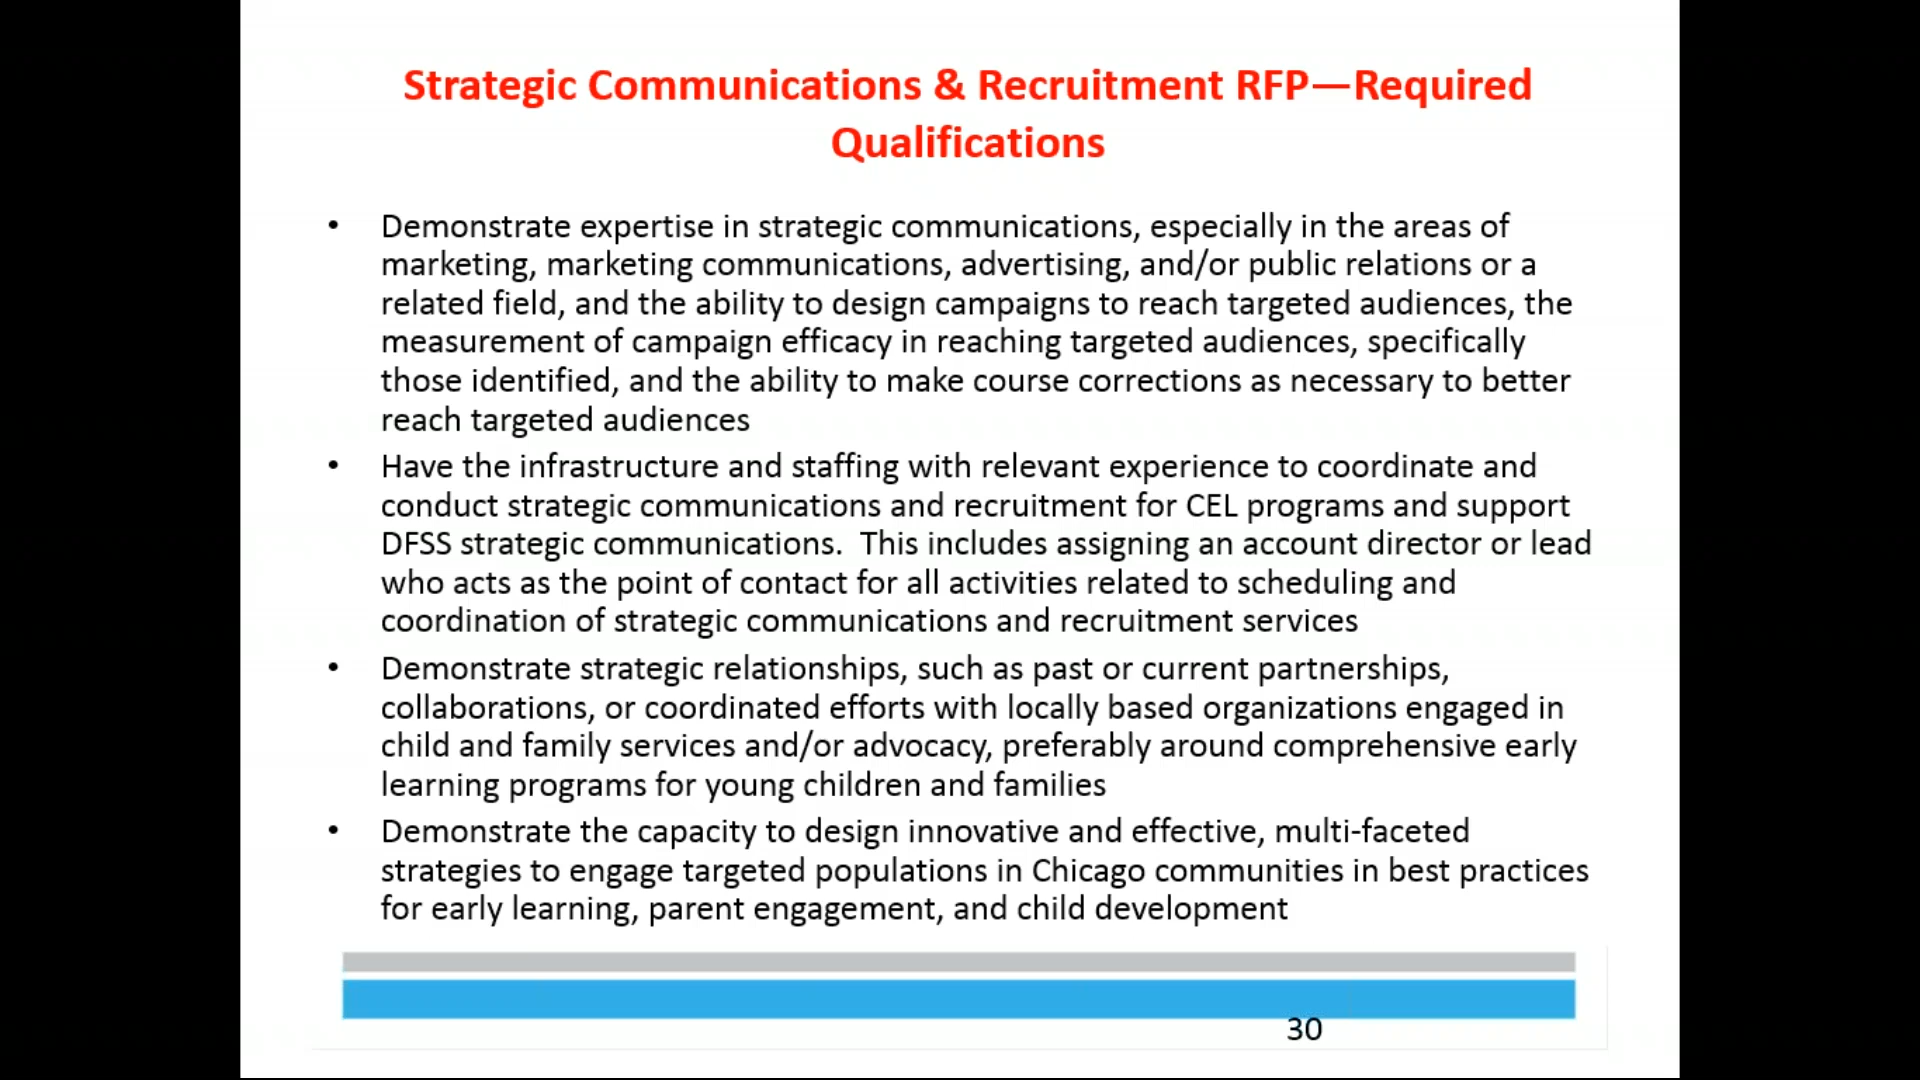 Strategic Communications & Recruitment RFP—Required
Qualifications
• Demonstrate expertise in strategic communications, especially in the areas of
marketing, marketing communications, advertising, and/or public relations or a
related field, and the ability to design campaigns to reach targeted audiences, the
measurement of campaign efficacy in reaching targeted audiences, specifically
those identified, and the ability to make course corrections as necessary to better
reach targeted audiences
• Have the infrastructure and staffing with relevant experience to coordinate and
conduct strategic communications and recruitment for CEL programs and support
DFSS strategic communications.  This includes assigning an account director or lead
who acts as the point of contact for all activities related to scheduling and
coordination of strategic communications and recruitment services
• Demonstrate strategic relationships, such as past or current partnerships,
collaborations, or coordinated efforts with locally based organizations engaged in
child and family services and/or advocacy, preferably around comprehensive early
learning programs for young children and families
• Demonstrate the capacity to design innovative and effective, multi-faceted
strategies to engage targeted populations in Chicago communities in best practices
for early learning, parent engagement, and child development
30